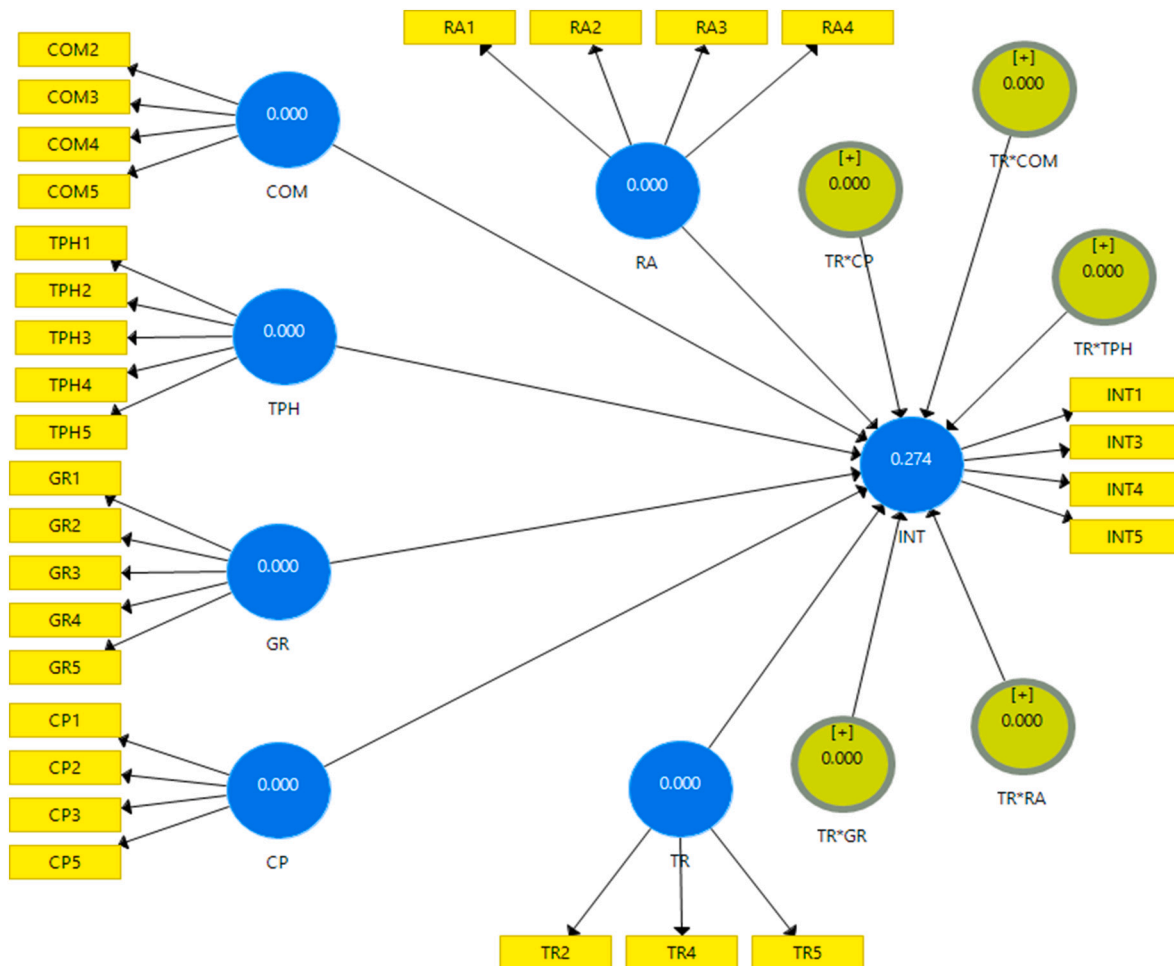 COM2
COM3
COM4
COM5
0.000
COM
RA1
RA2
RA3
RA4
0.000
RA
[+]
0.000
TR*CP
[+]
0.000
TR*COM
[+]
0.000
TR*TPH
TPH1
TPH2
TPH3
TPH4
TPH5
0.000
TPH
GR1
GR2
GR3
GR4
GR5
0.000
GR
0.274
INT
INT1
INT3
INT4
INT5
CP1
CP2
CP3
CP5
0.000
CP
0.000
TR
TR2
TR4
TR5
[+]
0.000
TR*GR
[+]
0.000
TR*RA